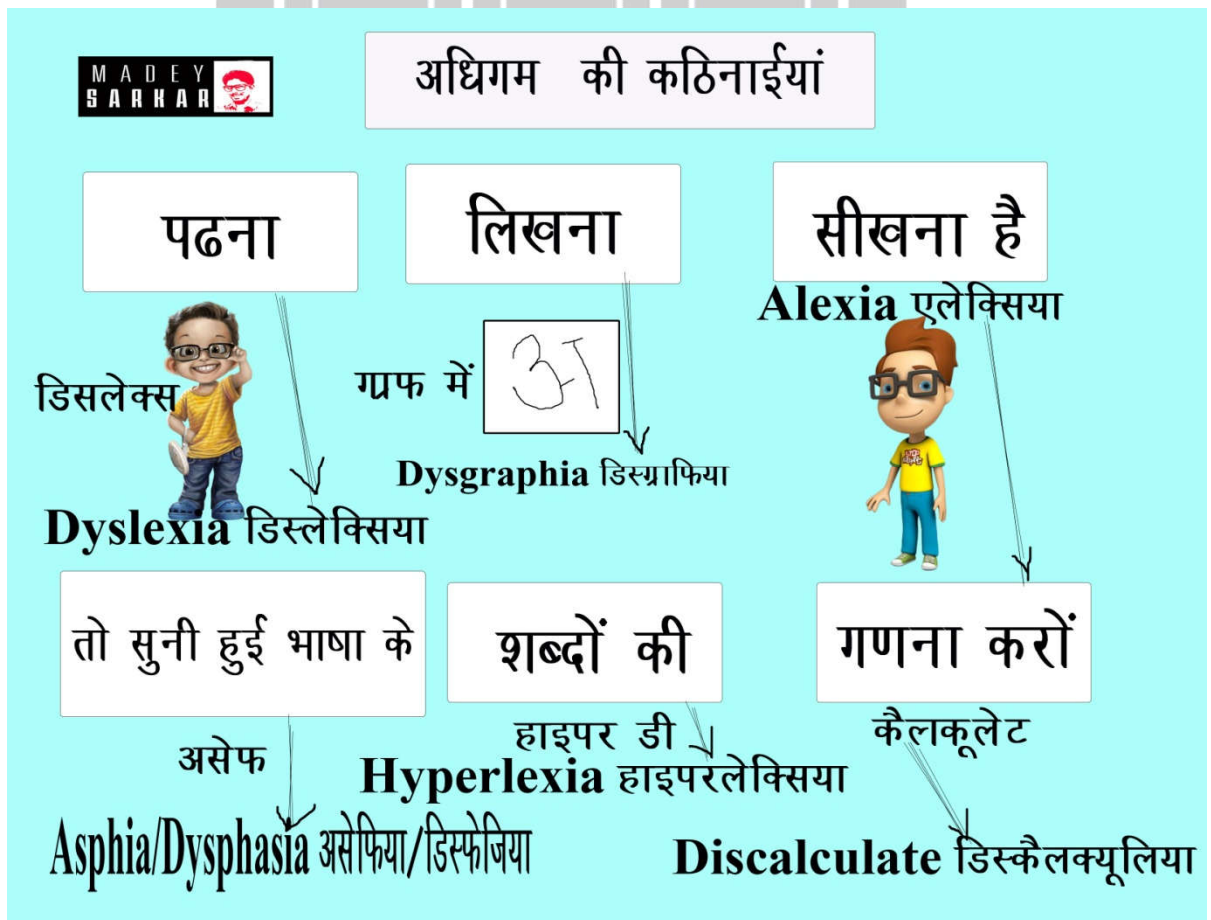 MADEY
SARKAR
अधिगम की कठिनाईयां
पढना
लिखना
सीखना है
Alexia एलेक्सिया
डिसलेक्स
ग्राफ में
अ
Dysgraphia डिस्ग्राफिया
Dyslexia डिस्लेक्सिया
तो सुनी हुई भाषा के
शब्दों की
गणना करों
असेफ
हाइपर डी
कैलकूलेट
Hyperlexia हाइपरलेक्सिया
Asphia/Dysphasia असेफिया/डिस्फेजिया
Discalculate डिस्कैलक्यूलिया